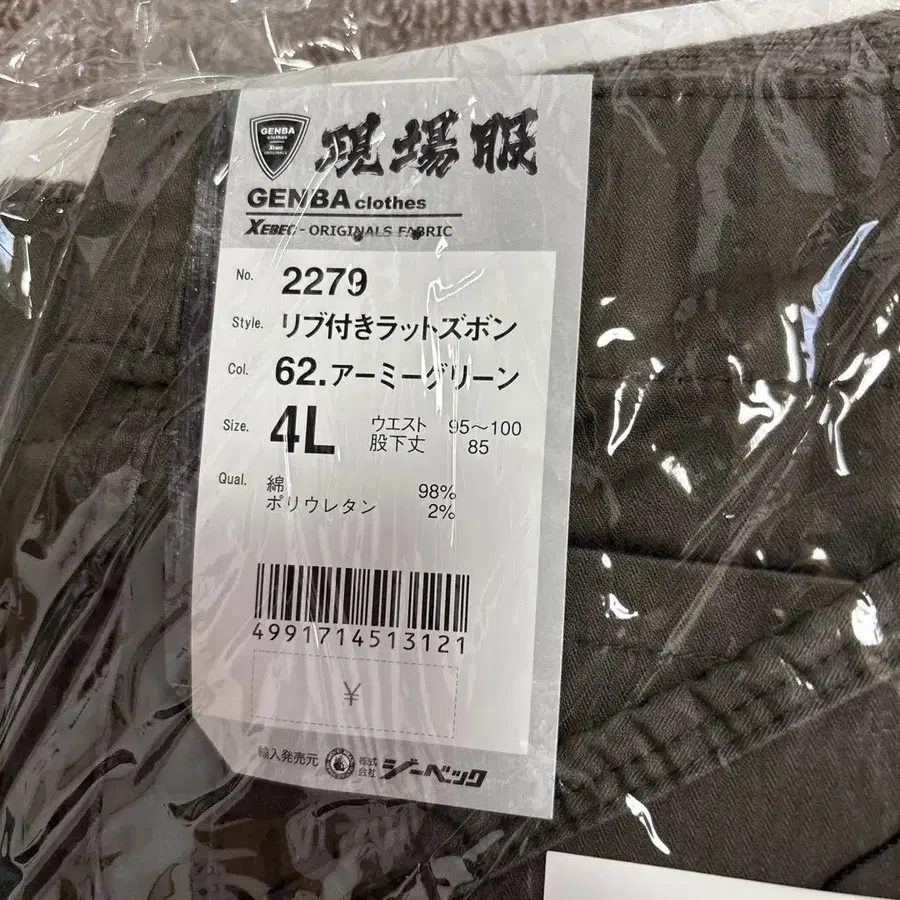 GENBA
clothes
XEBEC
ORIGINALS
現場服
GENBA clothes
XEBEC - ORIGINALS FABRIC
No. 2279
Style. リブ付きラットズボン
Col. 62.アーミーグリーン
Size. 4L ウエスト 95～100
股下丈 85
Qual. 綿 98%
ポリウレタン 2%
4991714513121
￥
輸入発売元 株式会社 ジーベック